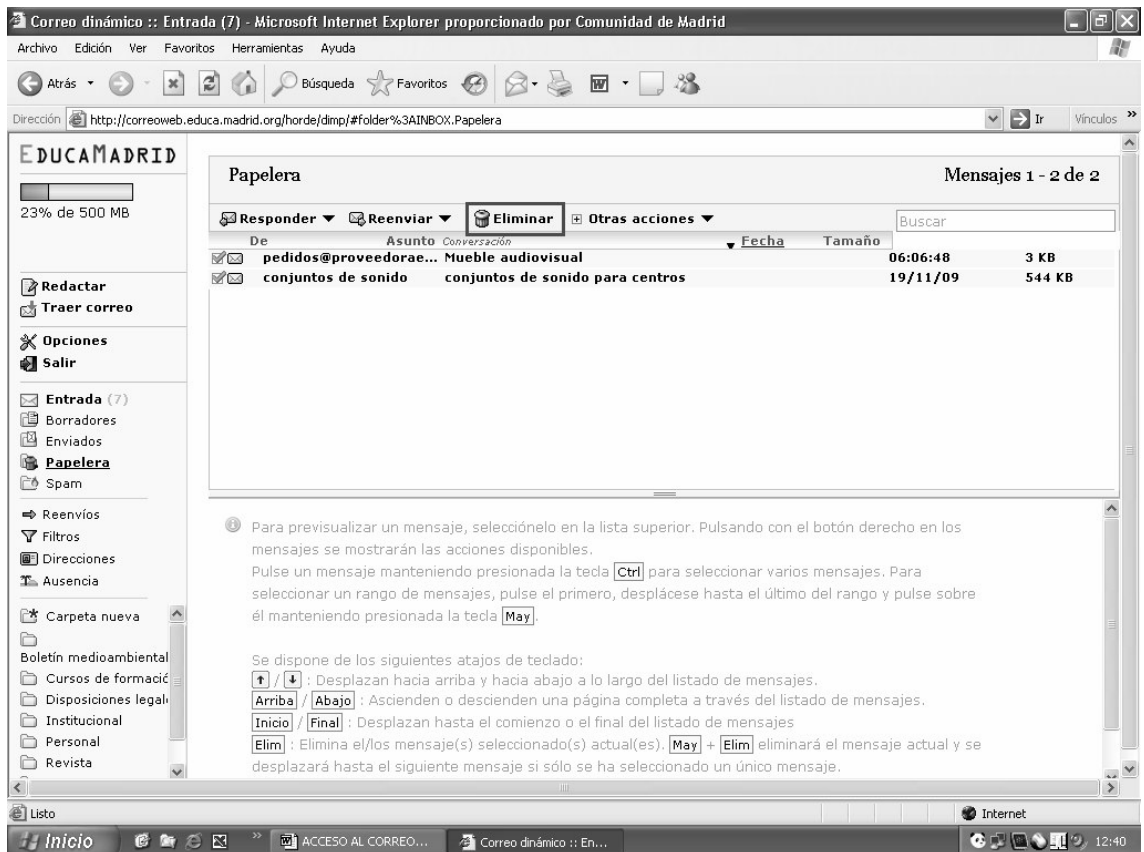 Correo dinámico :: Entrada (7) - Microsoft Internet Explorer proporcionado por Comunidad de Madrid
Archivo Edición Ver Favoritos Herramientas Ayuda
Atrás Búsqueda Favoritos
Dirección http://correoweb.educa.madrid.org/horde/dimp/#folder%3AINBOX.Papelera Ir Vínculos »
EDUCAMADRID
23% de 500 MB
Redactar
Traer correo
Opciones
Salir
Entrada (7)
Borradores
Enviados
Papelera
Spam
Reenvíos
Filtros
Direcciones
Ausencia
Carpeta nueva
Boletín medioambiental
Cursos de formació
Disposiciones legal
Institucional
Personal
Revista
Papelera Mensajes 1 - 2 de 2
Responder Reenviar Eliminar Otras acciones Buscar
De Asunto Conversación Fecha Tamaño
pedidos@proveedorae... Mueble audiovisual 06:06:48 3 KB
conjuntos de sonido conjuntos de sonido para centros 19/11/09 544 KB
Para previsualizar un mensaje, selecciónelo en la lista superior. Pulsando con el botón derecho en los
mensajes se mostrarán las acciones disponibles.
Pulse un mensaje manteniendo presionada la tecla Ctrl para seleccionar varios mensajes. Para
seleccionar un rango de mensajes, pulse el primero, desplácese hasta el último del rango y pulse sobre
él manteniendo presionada la tecla May.
Se dispone de los siguientes atajos de teclado:
↑ / ↓ : Desplazan hacia arriba y hacia abajo a lo largo del listado de mensajes.
Arriba / Abajo : Ascienden o descienden una página completa a través del listado de mensajes.
Inicio / Final : Desplazan hasta el comienzo o el final del listado de mensajes
Elim : Elimina el/los mensaje(s) seleccionado(s) actual(es). May + Elim eliminará el mensaje actual y se
desplazará hasta el siguiente mensaje si sólo se ha seleccionado un único mensaje.
Listo Internet
Inicio » ACCESO AL CORREO... Correo dinámico :: En... 12:40